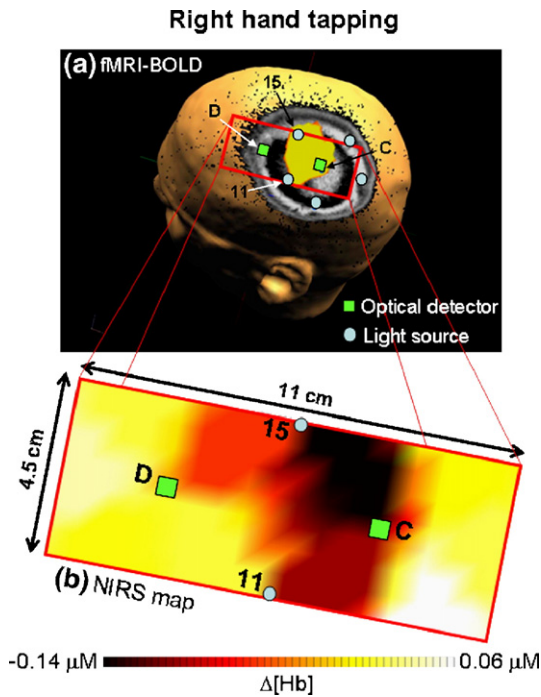 Right hand tapping
(a) fMRI-BOLD
15
D
C
11
Optical detector
Light source
11 cm
4.5 cm
15
D
C
11
(b) NIRS map
-0.14 μM
0.06 μM
Δ[Hb]